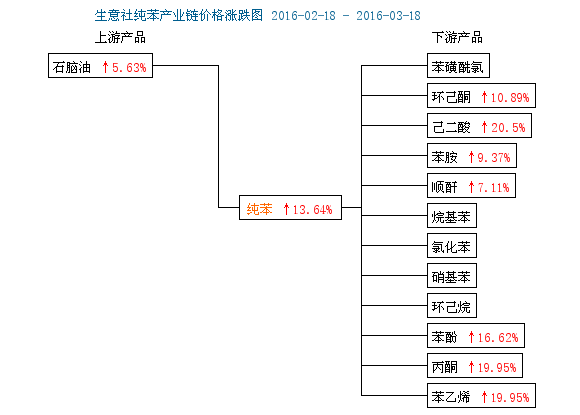 生意社纯苯产业链价格涨跌图 2016-02-18 - 2016-03-18
上游产品
下游产品
石脑油 ↑5.63%
苯磺酰氯
环己酮 ↑10.89%
己二酸 ↑20.5%
苯胺 ↑9.37%
顺酐 ↑7.11%
纯苯 ↑13.64%
烷基苯
氯化苯
硝基苯
环己烷
苯酚 ↑16.62%
丙酮 ↑19.95%
苯乙烯 ↑19.95%